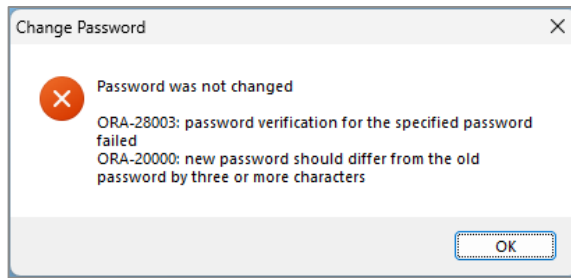 Change Password
Password was not changed
ORA-28003: password verification for the specified password
failed
ORA-20000: new password should differ from the old
password by three or more characters
OK